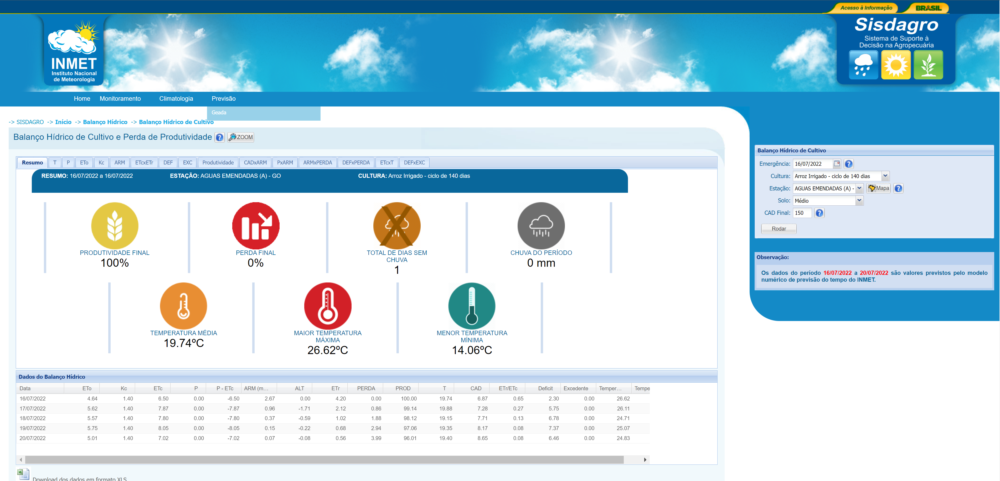 Acesso à Informação BRASIL
INMET
Instituto Nacional
de Meteorologia
Sisdagro
Sistema de Suporte à
Decisão na Agropecuária
Home Monitoramento Climatologia Previsão
Geada
-> SISDAGRO -> Início -> Balanço Hídrico -> Balanço Hídrico de Cultivo
Balanço Hídrico de Cultivo e Perda de Produtividade ? ZOOM
Resumo T P ETo Kc ARM ETcxETr DEF EXC Produtividade CADxARM PxARM ARMxPERDA DEFxPERDA ETcxT DEFxEXC
RESUMO: 16/07/2022 a 16/07/2022 ESTAÇÃO: AGUAS EMENDADAS (A) - GO CULTURA: Arroz Irrigado - ciclo de 140 dias
PRODUTIVIDADE FINAL
100%
PERDA FINAL
0%
TOTAL DE DIAS SEM
CHUVA
1
CHUVA DO PERÍODO
0 mm
TEMPERATURA MÉDIA
19.74ºC
MAIOR TEMPERATURA
MÁXIMA
26.62ºC
MENOR TEMPERATURA
MÍNIMA
14.06ºC
Dados do Balanço Hídrico
Data ETo Kc ETc P P - ETc ARM (m... ALT ETr PERDA PROD T CAD ETr/ETc Deficit Excedente Temper... Tempe
16/07/2022 4.64 1.40 6.50 0.00 -6.50 2.67 0.00 4.20 0.00 100.00 19.74 6.87 0.65 2.30 0.00 26.62
17/07/2022 5.62 1.40 7.87 0.00 -7.87 0.96 -1.71 2.12 0.86 99.14 19.88 7.28 0.27 5.75 0.00 26.11
18/07/2022 5.57 1.40 7.80 0.00 -7.80 0.37 -0.59 1.02 1.88 98.12 19.15 7.71 0.13 6.78 0.00 24.71
19/07/2022 5.75 1.40 8.05 0.00 -8.05 0.15 -0.22 0.68 2.94 97.06 19.35 8.17 0.08 7.37 0.00 25.07
20/07/2022 5.01 1.40 7.02 0.00 -7.02 0.07 -0.08 0.56 3.99 96.01 19.40 8.65 0.08 6.46 0.00 24.83
Download dos dados em formato XLS
Balanço Hídrico de Cultivo
Emergência: 16/07/2022 ?
Cultura: Arroz Irrigado - ciclo de 140 dias
Estação: AGUAS EMENDADAS (A) - Mapa ?
Solo: Médio
CAD Final: 150 ?
Rodar
Observação:
Os dados do período 16/07/2022 a 20/07/2022 são valores previstos pelo modelo
numérico de previsão do tempo do INMET.